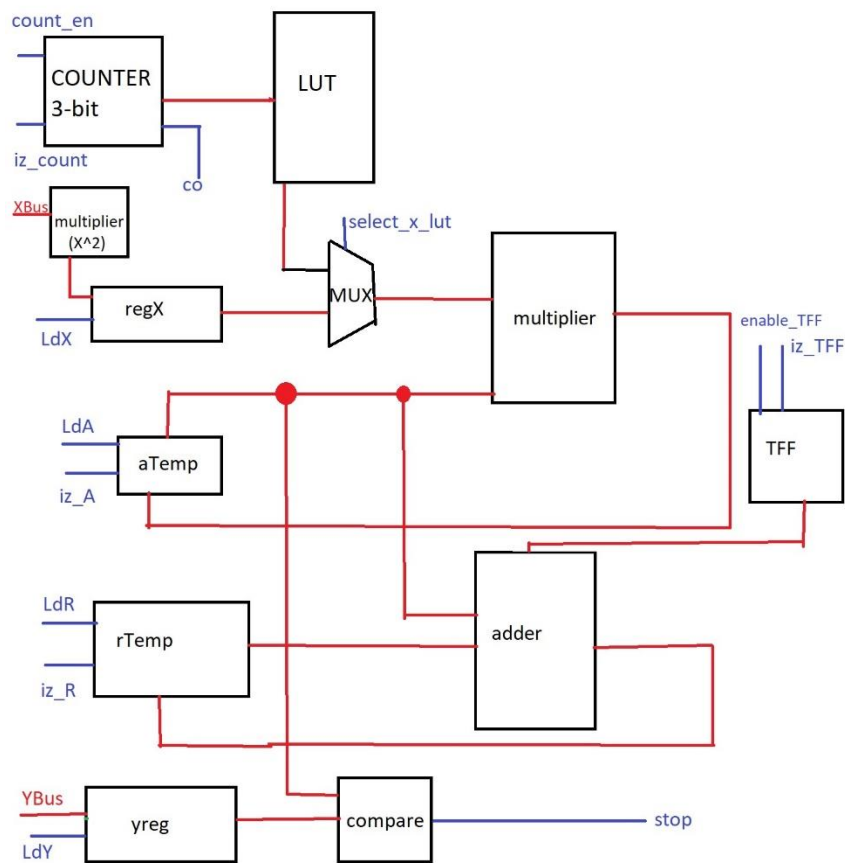 count_en
COUNTER
3-bit
iz_count
co
LUT
XBus
multiplier
(X^2)
select_x_lut
MUX
regX
LdX
multiplier
enable_TFF
iz_TFF
TFF
LdA
aTemp
iz_A
LdR
rTemp
iz_R
adder
YBus
yreg
LdY
compare
stop